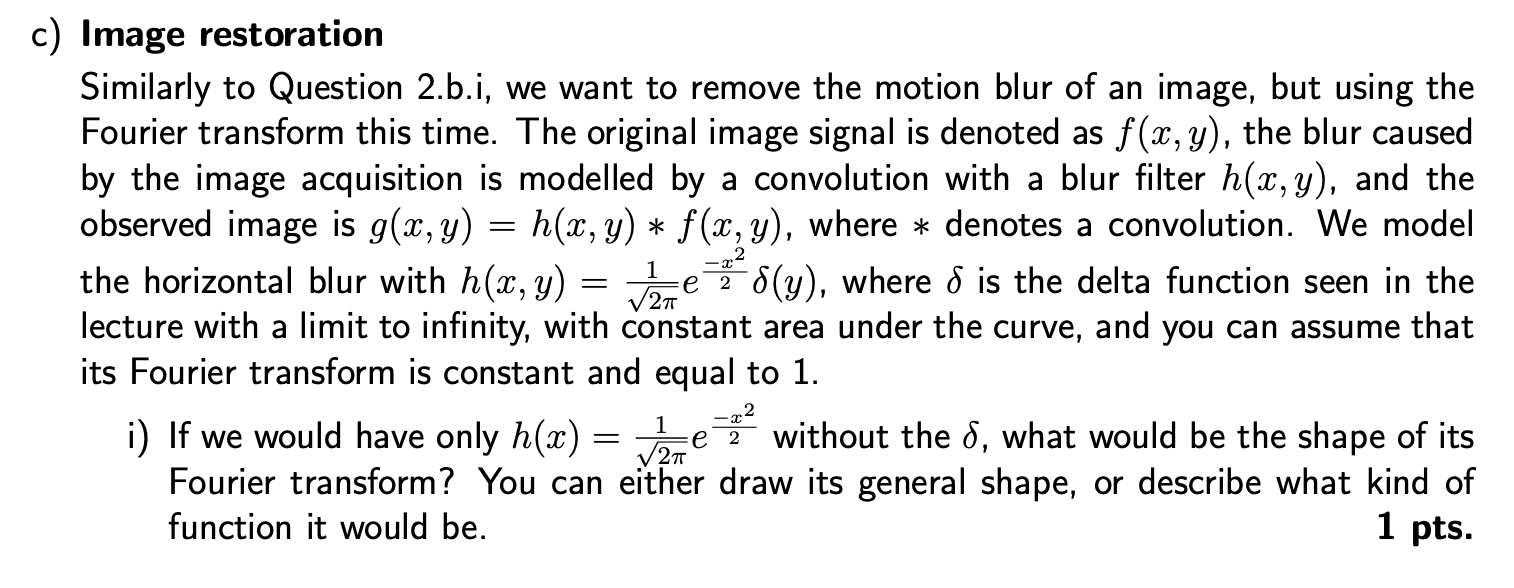 c) Image restoration
Similarly to Question 2.b.i, we want to remove the motion blur of an image, but using the
Fourier transform this time. The original image signal is denoted as f(x, y), the blur caused
by the image acquisition is modelled by a convolution with a blur filter h(x, y), and the
observed image is g(x, y) = h(x, y) ∗ f(x, y), where ∗ denotes a convolution. We model
the horizontal blur with h(x, y) = \frac{1}{\sqrt{2\pi}} e^{\frac{-x^2}{2}} δ(y), where δ is the delta function seen in the
lecture with a limit to infinity, with constant area under the curve, and you can assume that
its Fourier transform is constant and equal to 1.
i) If we would have only h(x) = \frac{1}{\sqrt{2\pi}} e^{\frac{-x^2}{2}} without the δ, what would be the shape of its
Fourier transform? You can either draw its general shape, or describe what kind of
function it would be. 1 pts.